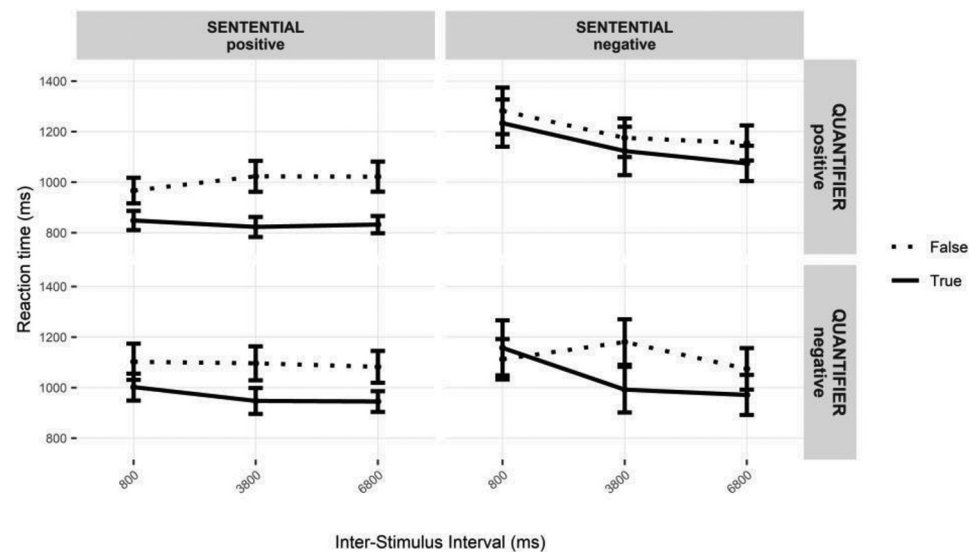 SENTENTIAL
positive
SENTENTIAL
negative
1400
1200
1000
800
QUANTIFIER
positive
Reaction time (ms)
False
True
1400
1200
1000
800
QUANTIFIER
negative
800
3800
6800
800
3800
6800
Inter-Stimulus Interval (ms)